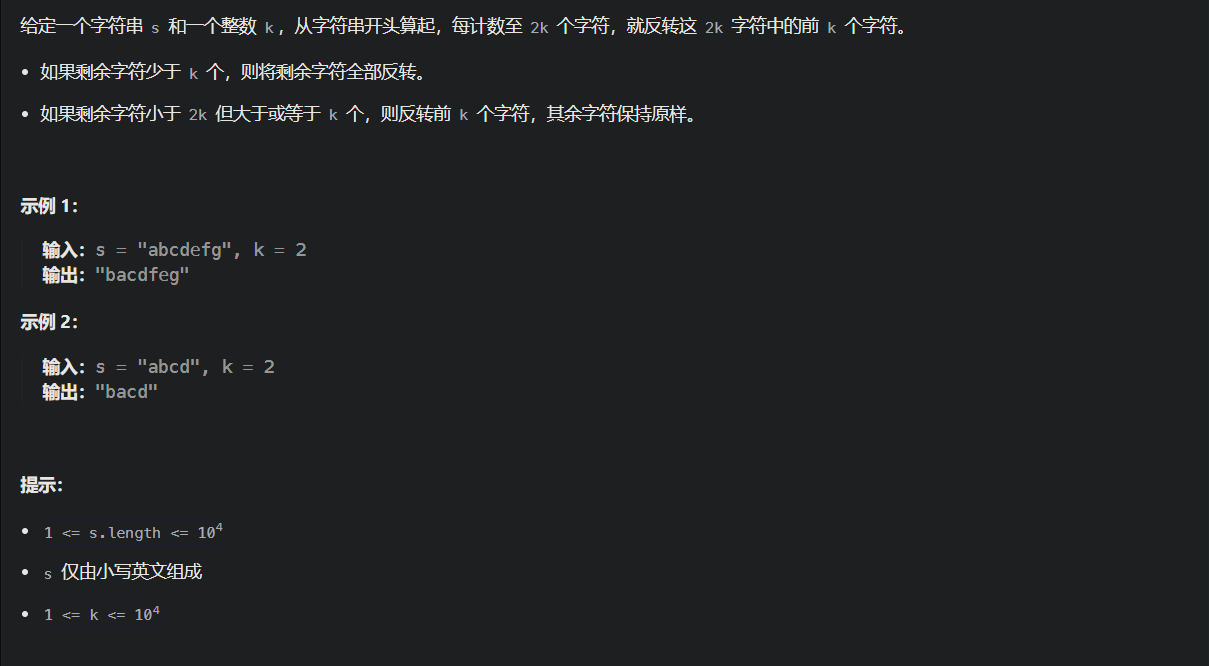 给定一个字符串 s 和一个整数 k，从字符串开头算起，每计数至 2k 个字符，就反转这 2k 字符中的前 k 个字符。
• 如果剩余字符少于 k 个，则将剩余字符全部反转。
• 如果剩余字符小于 2k 但大于或等于 k 个，则反转前 k 个字符，其余字符保持原样。
示例 1：
输入：s = "abcdefg", k = 2
输出："bacdfeg"
示例 2：
输入：s = "abcd", k = 2
输出："bacd"
提示：
• 1 <= s.length <= 10⁴
• s 仅由小写英文组成
• 1 <= k <= 10⁴